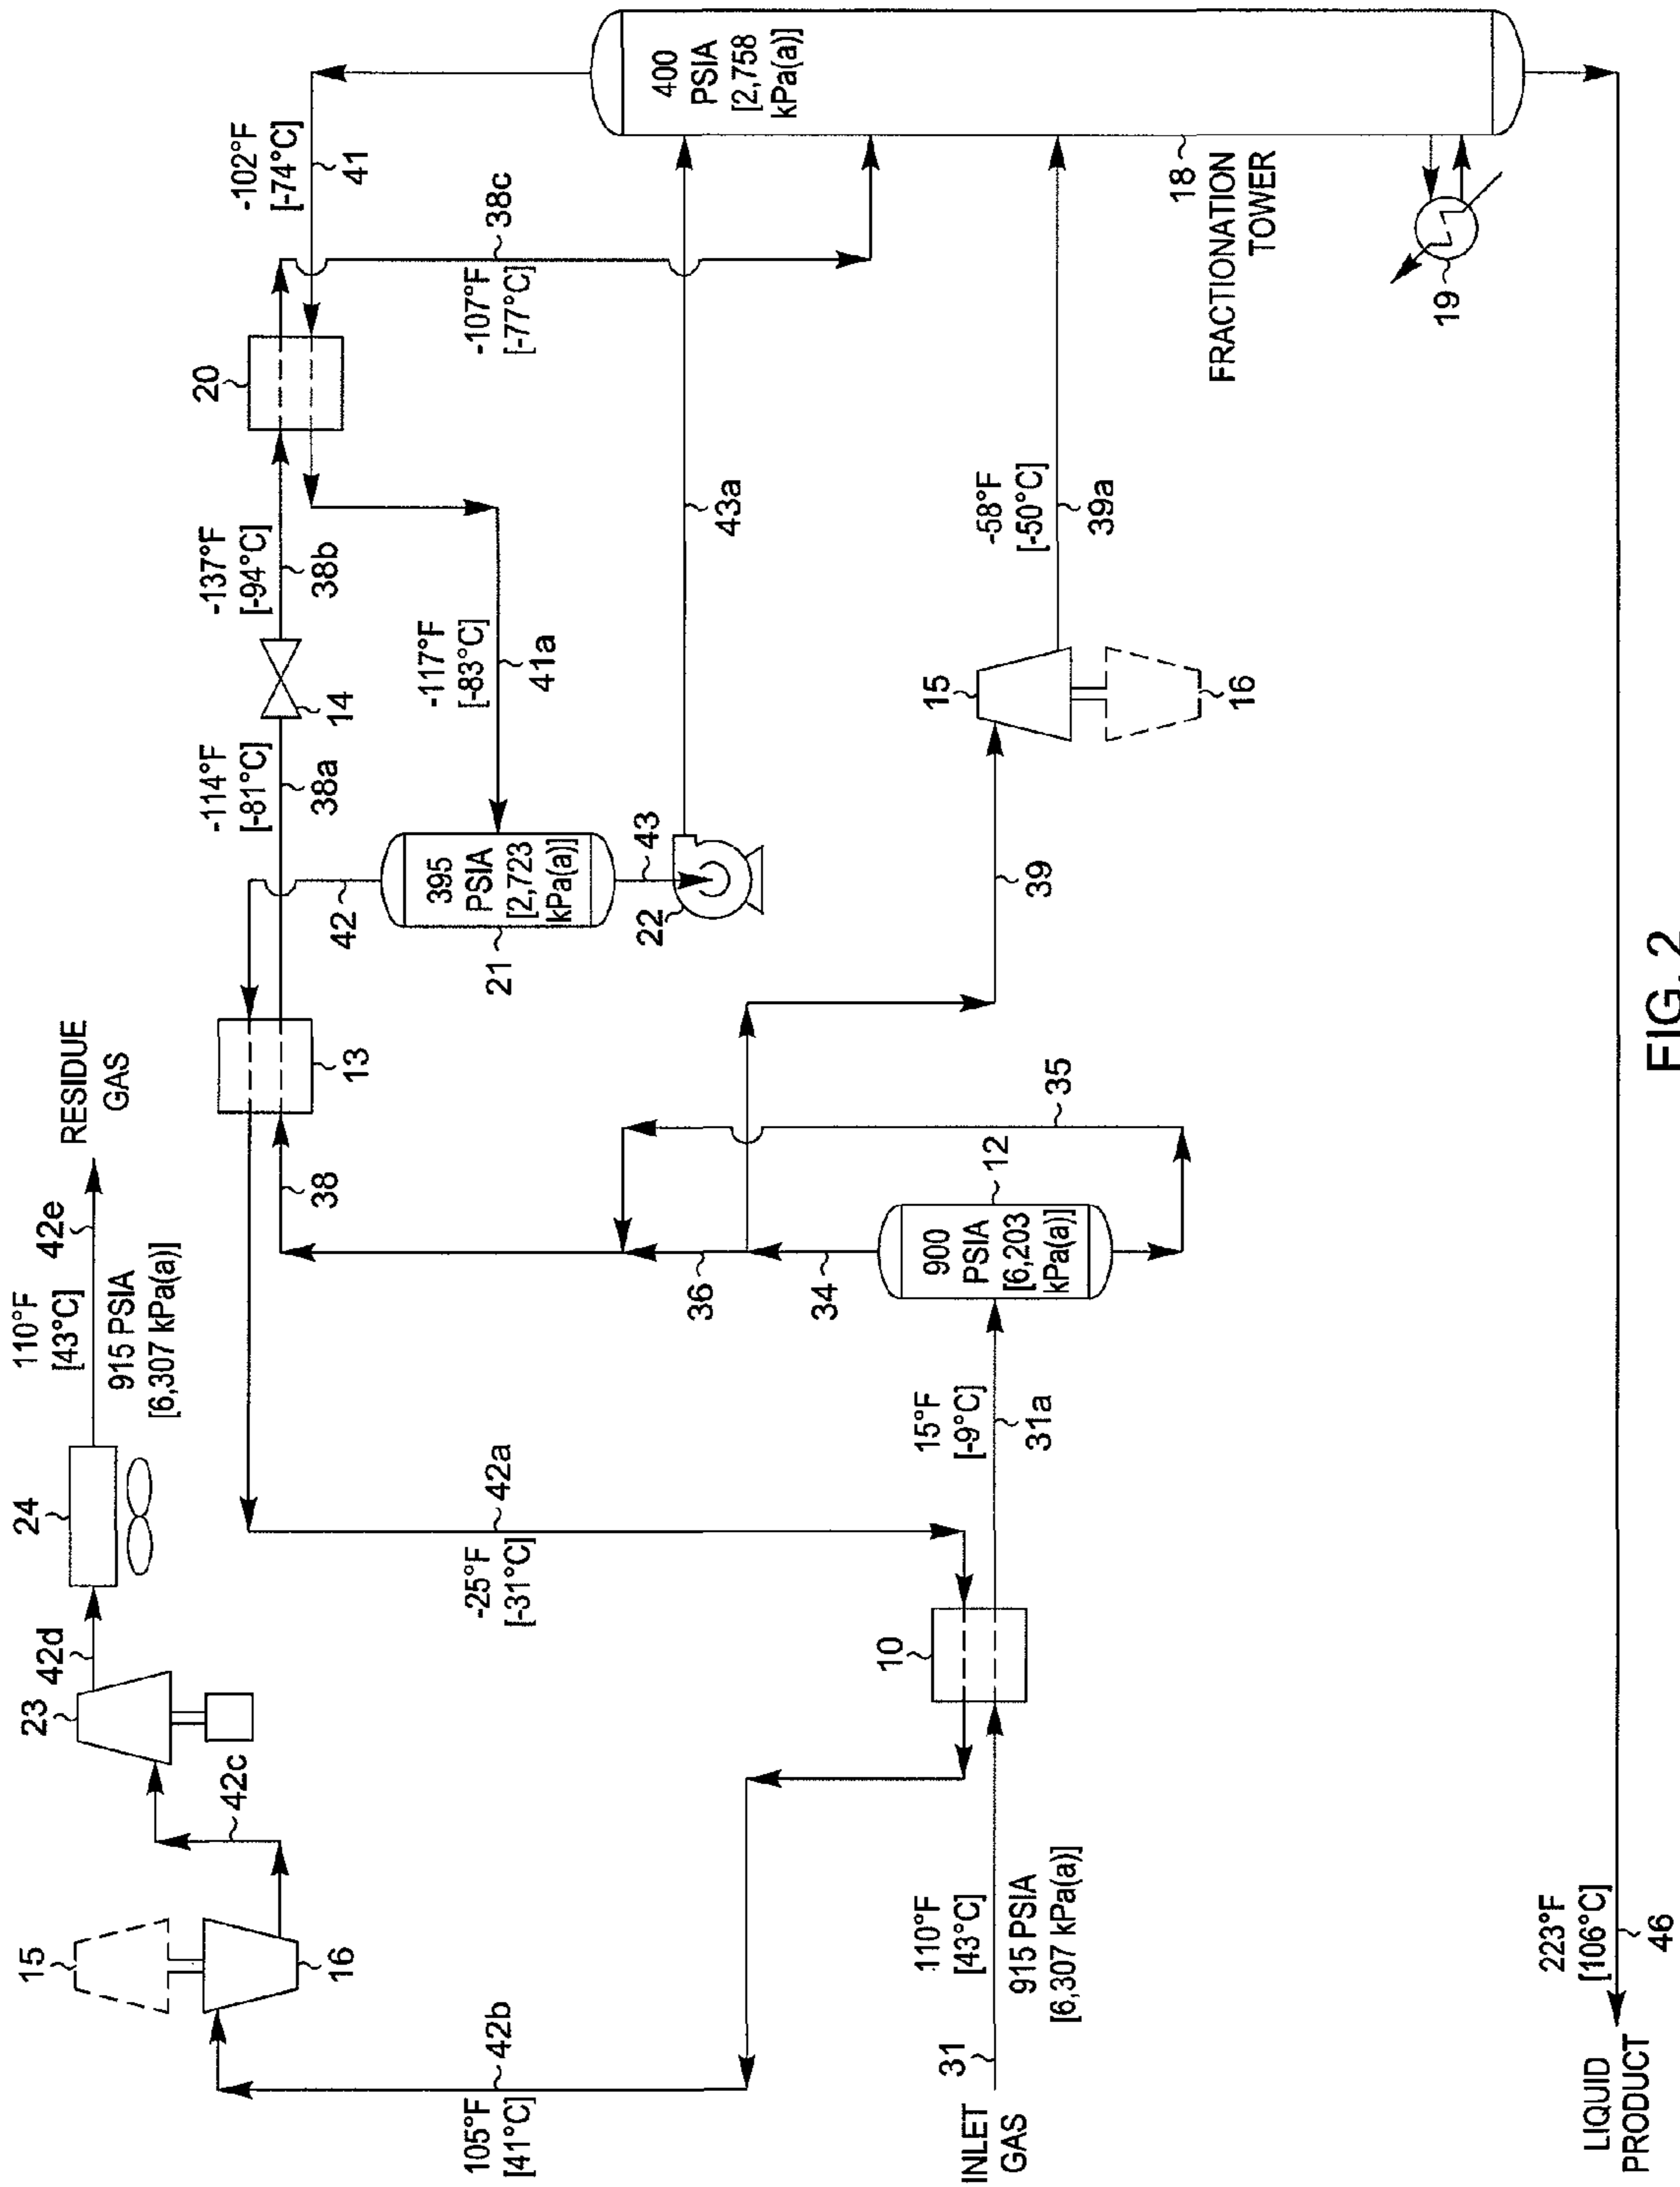 RESIDUE
GAS
110°F
[43°C]
42e
915 PSIA
[6,307 kPa(a)]
24
42d
23
42c
15
16
105°F
[41°C]
42b
-25°F
[-31°C]
42a
13
38
-114°F
[-81°C]
38a
14
-137°F
[-94°C]
38b
20
-102°F
[-74°C]
41
-107°F
[-77°C]
38c
-117°F
[-83°C]
41a
42
395
PSIA
[2,723
kPa(a)]
21
43
22
43a
400
PSIA
[2,758
kPa(a)]
18
FRACTIONATION
TOWER
19
-58°F
[-50°C]
39a
15
16
39
35
36
34
12
900
PSIA
[6,203
kPa(a)]
15°F
[-9°C]
31a
10
110°F
[43°C]
915 PSIA
[6,307 kPa(a)]
31
INLET
GAS
223°F
[106°C]
46
LIQUID
PRODUCT
FIG. 2